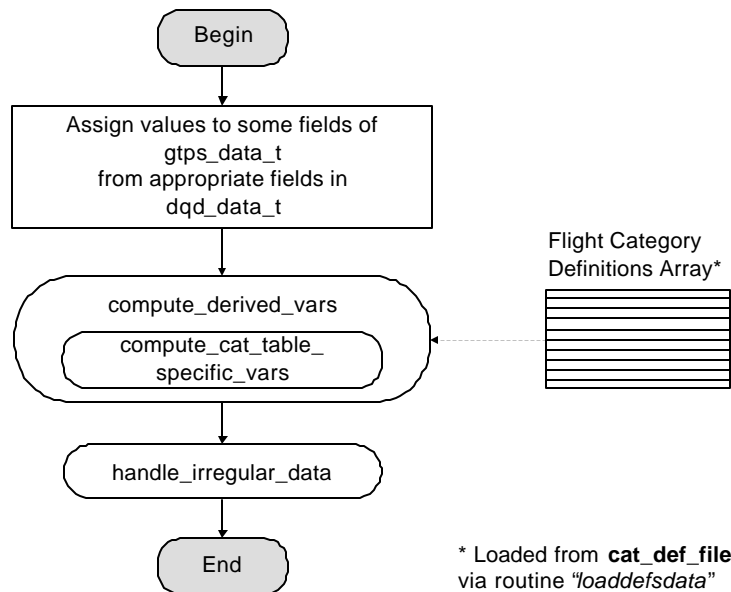 Begin
Assign values to some fields of
gtps_data_t
from appropriate fields in
dqd_data_t
Flight Category
Definitions Array*
compute_derived_vars
compute_cat_table_
specific_vars
handle_irregular_data
End
* Loaded from cat_def_file
via routine “loaddefsdata”